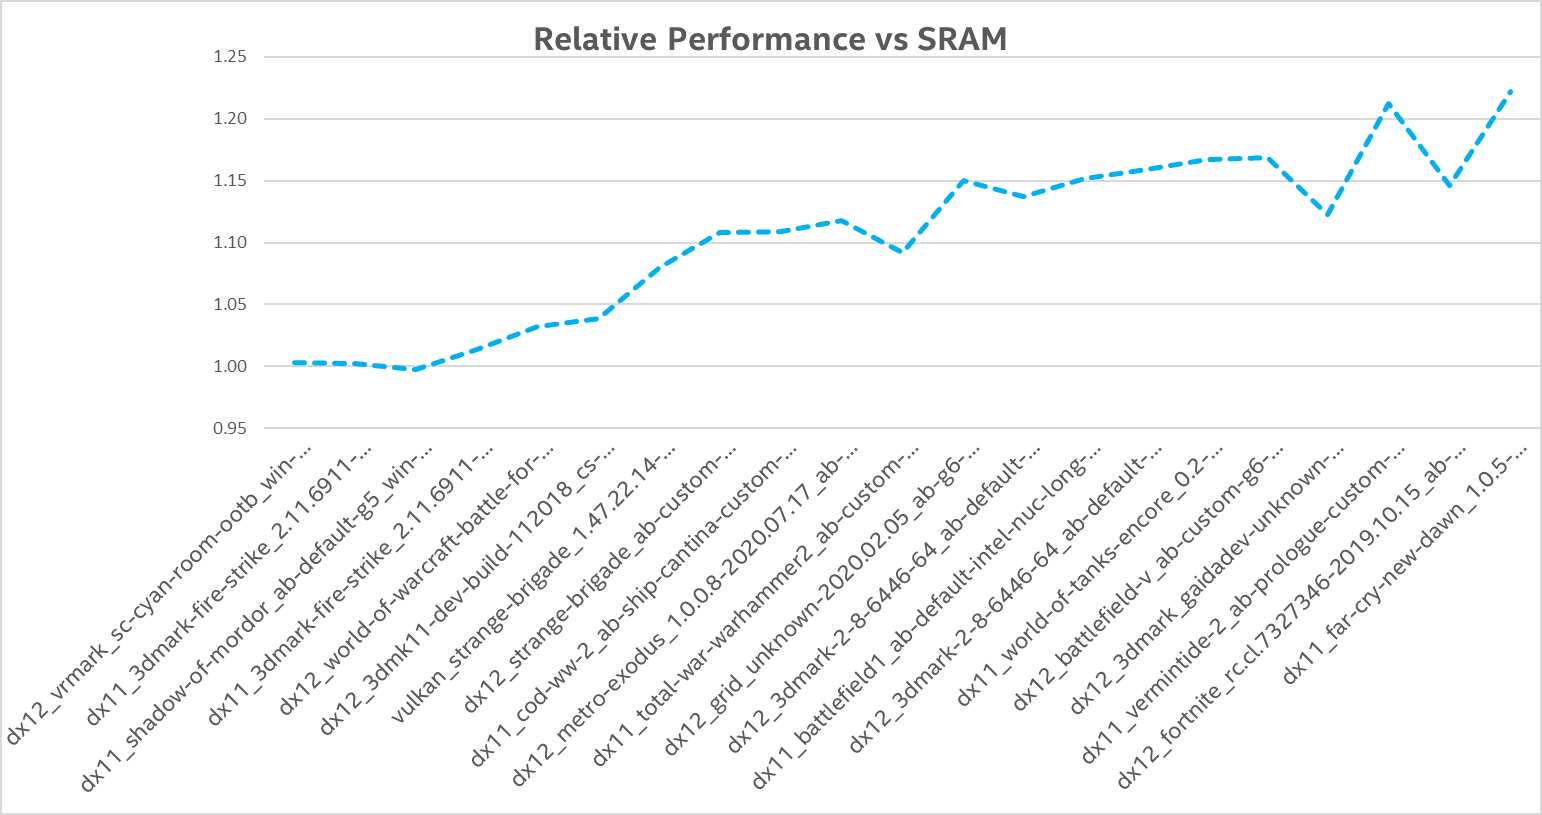 Relative Performance vs SRAM
1.25
1.20
1.15
1.10
1.05
1.00
0.95
dx12_vrmark_sc-cyan-room-ootb_win-...
dx11_3dmark-fire-strike_2.11.6911-...
dx11_shadow-of-mordor_ab-default-g5_win-...
dx11_3dmark-fire-strike_2.11.6911-...
dx12_world-of-warcraft-battle-for-...
dx12_3dmk11-dev-build-112018_cs-...
vulkan_strange-brigade_1.47.22.14-...
dx12_strange-brigade_ab-custom-...
dx11_cod-ww-2_ab-ship-cantina-custom-...
dx12_metro-exodus_1.0.0.8-2020.07.17_ab-...
dx11_total-war-warhammer2_ab-custom-...
dx12_grid_unknown-2020.02.05_ab-g6-...
dx12_3dmark-2-8-6446-64_ab-default-...
dx11_battlefield1_ab-default-intel-nuc-long-...
dx12_3dmark-2-8-6446-64_ab-default-...
dx11_world-of-tanks-encore_0.2-...
dx12_battlefield-v_ab-custom-g6-...
dx12_3dmark_gaidadev-unknown-...
dx11_vermintide-2_ab-prologue-custom-...
dx12_fortnite_rc.cl.7327346-2019.10.15_ab-...
dx11_far-cry-new-dawn_1.0.5-...